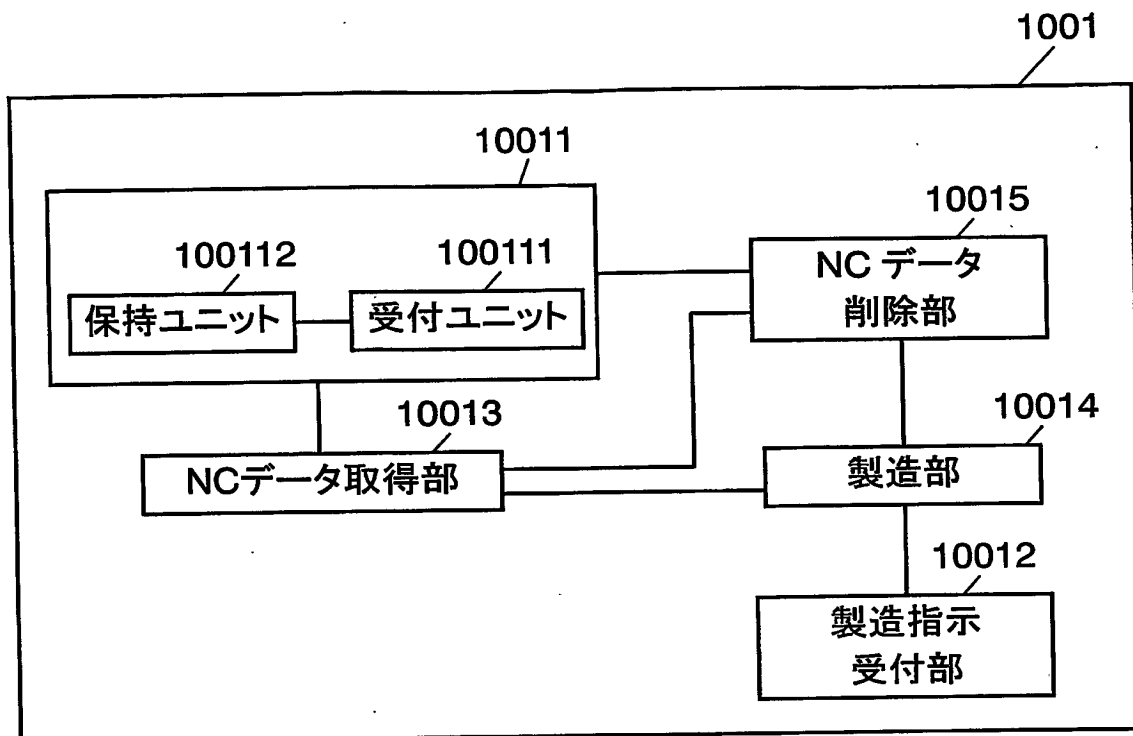 1001
10011
10015
100112
100111
NC データ
削除部
保持ユニット
受付ユニット
10013
10014
NCデータ取得部
製造部
10012
製造指示
受付部